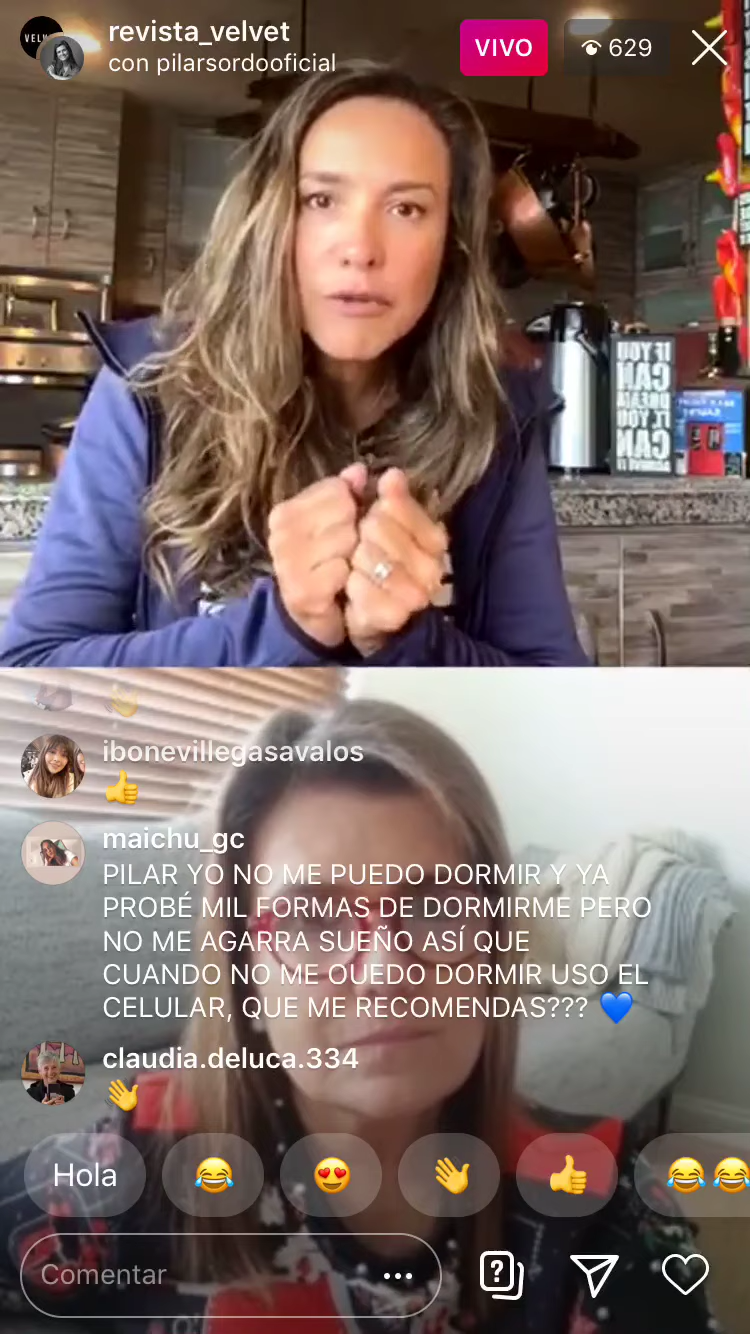 VELV
revista_velvet
con pilarsordooficial
VIVO
629
IF YOU
CAN
DREAM
IT, YOU
CAN
ibonevillegasavalos
👍
maichu_gc
PILAR YO NO ME PUEDO DORMIR Y YA
PROBÉ MIL FORMAS DE DORMIRME PERO
NO ME AGARRA SUEÑO ASÍ QUE
CUANDO NO ME OUEDO DORMIR USO EL
CELULAR, QUE ME RECOMENDAS??? 💙
claudia.deluca.334
👋
Hola 😂 😍 👋 👍 😂😂
Comentar